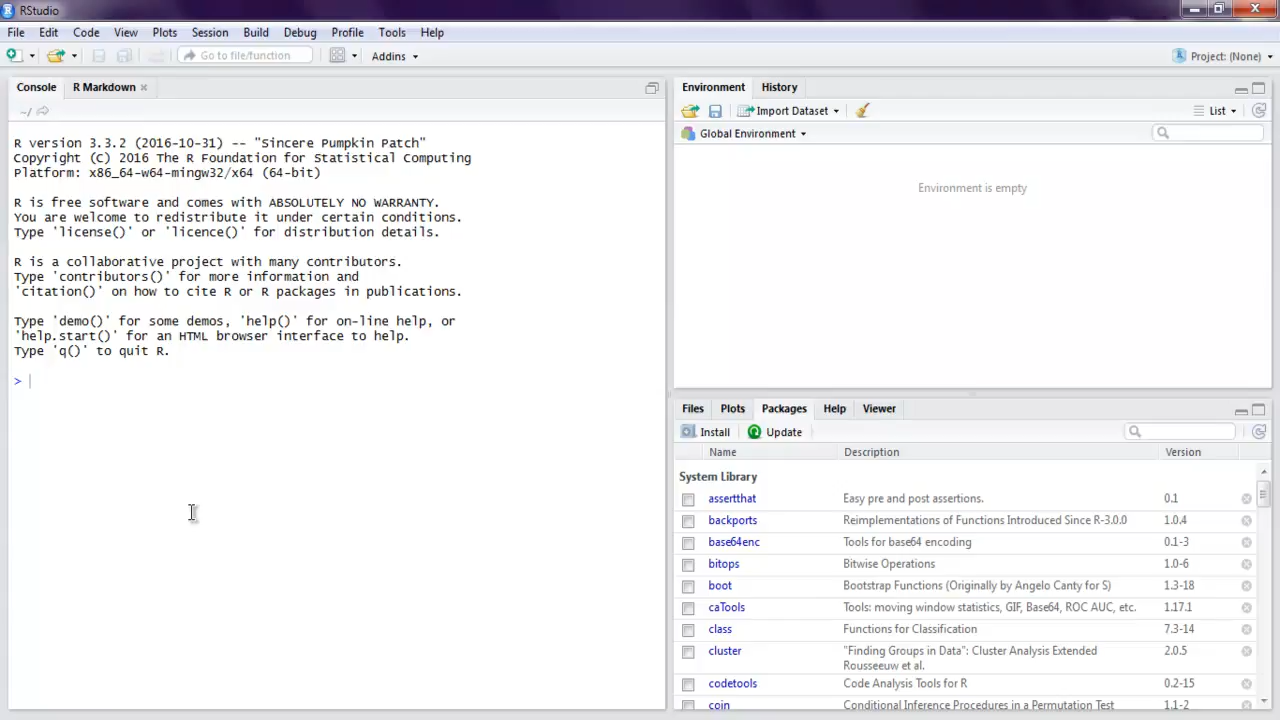 RStudio
File Edit Code View Plots Session Build Debug Profile Tools Help
Go to file/function Addins Project: (None)
Console R Markdown
~/
R version 3.3.2 (2016-10-31) -- "Sincere Pumpkin Patch"
Copyright (C) 2016 The R Foundation for Statistical Computing
Platform: x86_64-w64-mingw32/x64 (64-bit)
R is free software and comes with ABSOLUTELY NO WARRANTY.
You are welcome to redistribute it under certain conditions.
Type 'license()' or 'licence()' for distribution details.
R is a collaborative project with many contributors.
Type 'contributors()' for more information and
'citation()' on how to cite R or R packages in publications.
Type 'demo()' for some demos, 'help()' for on-line help, or
'help.start()' for an HTML browser interface to help.
Type 'q()' to quit R.
>
Environment History
Import Dataset List
Global Environment
Environment is empty
Files Plots Packages Help Viewer
Install Update
Name Description Version
System Library
assertthat Easy pre and post assertions. 0.1
backports Reimplementations of Functions Introduced Since R-3.0.0 1.0.4
base64enc Tools for base64 encoding 0.1-3
bitops Bitwise Operations 1.0-6
boot Bootstrap Functions (Originally by Angelo Canty for S) 1.3-18
caTools Tools: moving window statistics, GIF, Base64, ROC AUC, etc. 1.17.1
class Functions for Classification 7.3-14
cluster "Finding Groups in Data": Cluster Analysis Extended 2.0.5
Rousseeuw et al.
codetools Code Analysis Tools for R 0.2-15
coin Conditional Inference Procedures in a Permutation Test 1.1-2